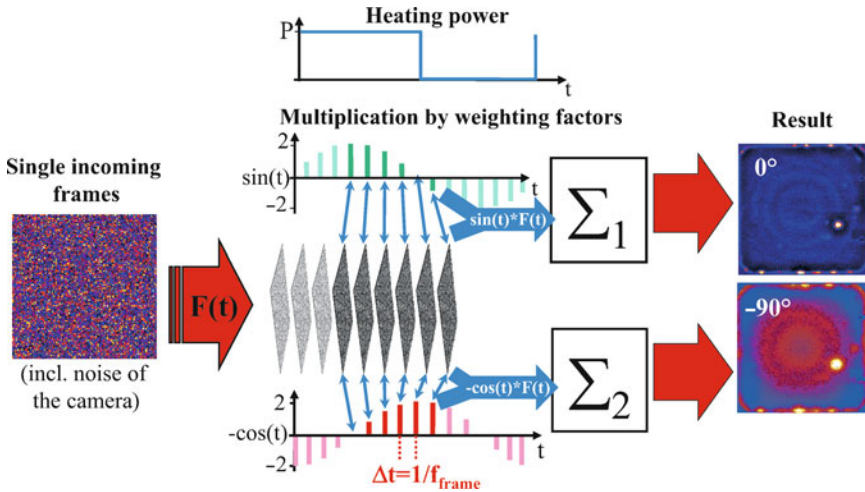 Heating power
P
t
Multiplication by weighting factors
Result
Single incoming
frames
2
sin(t)
−2
t
sin(t)*F(t)
Σ1
0°
F(t)
(incl. noise of
the camera)
-cos(t)*F(t)
Σ2
−90°
2
-cos(t)
−2
t
Δt=1/fframe